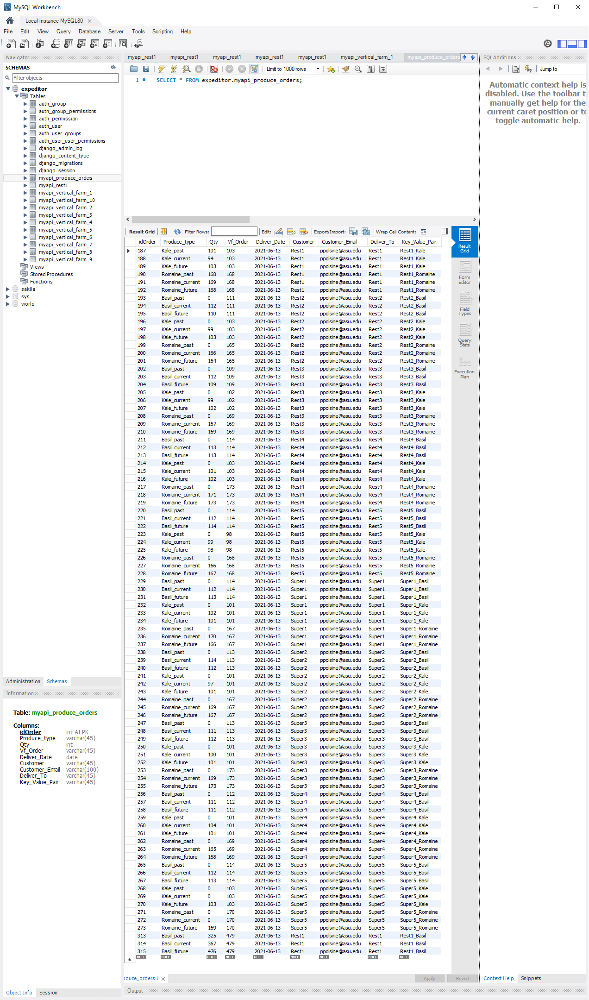 MySQL Workbench
Local instance MySQL80
File Edit View Query Database Server Tools Scripting Help
Navigator
SCHEMAS
Filter objects
expeditor
Tables
auth_group
auth_group_permissions
auth_permission
auth_user
auth_user_groups
auth_user_user_permissions
django_admin_log
django_content_type
django_migrations
django_session
myapi_produce_orders
myapi_rest1
myapi_vertical_farm_1
myapi_vertical_farm_10
myapi_vertical_farm_2
myapi_vertical_farm_3
myapi_vertical_farm_4
myapi_vertical_farm_5
myapi_vertical_farm_6
myapi_vertical_farm_7
myapi_vertical_farm_8
myapi_vertical_farm_9
Views
Stored Procedures
Functions
sakila
sys
world
Administration Schemas
Information
Table: myapi_produce_orders
Columns:
idOrder int AI PK
Produce_type varchar(45)
Qty int
Vf_Order varchar(45)
Deliver_Date date
Customer varchar(45)
Customer_Email varchar(100)
Deliver_To varchar(45)
Key_Value_Pair varchar(45)
Object Info Session
myapi_rest1 myapi_rest1 myapi_rest1 myapi_rest1 myapi_rest1 myapi_vertical_farm_1 myapi_produce_orders
Limit to 1000 rows
1 SELECT * FROM expeditor.myapi_produce_orders;
Result Grid Filter Rows: Edit: Export/Import: Wrap Cell Content:
idOrder Produce_type Qty Vf_Order Deliver_Date Customer Customer_Email Deliver_To Key_Value_Pair
187 Kale_past 101 103 2021-06-13 Rest1 ppolsine@asu.edu Rest1 Rest1_Kale
188 Kale_current 94 103 2021-06-13 Rest1 ppolsine@asu.edu Rest1 Rest1_Kale
189 Kale_future 103 103 2021-06-13 Rest1 ppolsine@asu.edu Rest1 Rest1_Kale
190 Romaine_past 168 168 2021-06-13 Rest1 ppolsine@asu.edu Rest1 Rest1_Romaine
191 Romaine_current 169 168 2021-06-13 Rest1 ppolsine@asu.edu Rest1 Rest1_Romaine
192 Romaine_future 168 168 2021-06-13 Rest1 ppolsine@asu.edu Rest1 Rest1_Romaine
193 Basil_past 0 111 2021-06-13 Rest2 ppolsine@asu.edu Rest2 Rest2_Basil
194 Basil_current 112 111 2021-06-13 Rest2 ppolsine@asu.edu Rest2 Rest2_Basil
195 Basil_future 110 111 2021-06-13 Rest2 ppolsine@asu.edu Rest2 Rest2_Basil
196 Kale_past 0 103 2021-06-13 Rest2 ppolsine@asu.edu Rest2 Rest2_Kale
197 Kale_current 99 103 2021-06-13 Rest2 ppolsine@asu.edu Rest2 Rest2_Kale
198 Kale_future 103 103 2021-06-13 Rest2 ppolsine@asu.edu Rest2 Rest2_Kale
199 Romaine_past 0 165 2021-06-13 Rest2 ppolsine@asu.edu Rest2 Rest2_Romaine
200 Romaine_current 166 165 2021-06-13 Rest2 ppolsine@asu.edu Rest2 Rest2_Romaine
201 Romaine_future 164 165 2021-06-13 Rest2 ppolsine@asu.edu Rest2 Rest2_Romaine
202 Basil_past 0 109 2021-06-13 Rest3 ppolsine@asu.edu Rest3 Rest3_Basil
203 Basil_current 112 109 2021-06-13 Rest3 ppolsine@asu.edu Rest3 Rest3_Basil
204 Basil_future 109 109 2021-06-13 Rest3 ppolsine@asu.edu Rest3 Rest3_Basil
205 Kale_past 0 102 2021-06-13 Rest3 ppolsine@asu.edu Rest3 Rest3_Kale
206 Kale_current 99 102 2021-06-13 Rest3 ppolsine@asu.edu Rest3 Rest3_Kale
207 Kale_future 102 102 2021-06-13 Rest3 ppolsine@asu.edu Rest3 Rest3_Kale
208 Romaine_past 0 169 2021-06-13 Rest3 ppolsine@asu.edu Rest3 Rest3_Romaine
209 Romaine_current 167 169 2021-06-13 Rest3 ppolsine@asu.edu Rest3 Rest3_Romaine
210 Romaine_future 169 169 2021-06-13 Rest3 ppolsine@asu.edu Rest3 Rest3_Romaine
211 Basil_past 0 114 2021-06-13 Rest4 ppolsine@asu.edu Rest4 Rest4_Basil
212 Basil_current 113 114 2021-06-13 Rest4 ppolsine@asu.edu Rest4 Rest4_Basil
213 Basil_future 113 114 2021-06-13 Rest4 ppolsine@asu.edu Rest4 Rest4_Basil
214 Kale_past 0 103 2021-06-13 Rest4 ppolsine@asu.edu Rest4 Rest4_Kale
215 Kale_current 101 103 2021-06-13 Rest4 ppolsine@asu.edu Rest4 Rest4_Kale
216 Kale_future 102 103 2021-06-13 Rest4 ppolsine@asu.edu Rest4 Rest4_Kale
217 Romaine_past 0 173 2021-06-13 Rest4 ppolsine@asu.edu Rest4 Rest4_Romaine
218 Romaine_current 171 173 2021-06-13 Rest4 ppolsine@asu.edu Rest4 Rest4_Romaine
219 Romaine_future 173 173 2021-06-13 Rest4 ppolsine@asu.edu Rest4 Rest4_Romaine
220 Basil_past 0 114 2021-06-13 Rest5 ppolsine@asu.edu Rest5 Rest5_Basil
221 Basil_current 112 114 2021-06-13 Rest5 ppolsine@asu.edu Rest5 Rest5_Basil
222 Basil_future 114 114 2021-06-13 Rest5 ppolsine@asu.edu Rest5 Rest5_Basil
223 Kale_past 0 98 2021-06-13 Rest5 ppolsine@asu.edu Rest5 Rest5_Kale
224 Kale_current 99 98 2021-06-13 Rest5 ppolsine@asu.edu Rest5 Rest5_Kale
225 Kale_future 98 98 2021-06-13 Rest5 ppolsine@asu.edu Rest5 Rest5_Kale
226 Romaine_past 0 168 2021-06-13 Rest5 ppolsine@asu.edu Rest5 Rest5_Romaine
227 Romaine_current 166 168 2021-06-13 Rest5 ppolsine@asu.edu Rest5 Rest5_Romaine
228 Romaine_future 167 168 2021-06-13 Rest5 ppolsine@asu.edu Rest5 Rest5_Romaine
229 Basil_past 0 114 2021-06-13 Super1 ppolsine@asu.edu Super1 Super1_Basil
230 Basil_current 112 114 2021-06-13 Super1 ppolsine@asu.edu Super1 Super1_Basil
231 Basil_future 113 114 2021-06-13 Super1 ppolsine@asu.edu Super1 Super1_Basil
232 Kale_past 0 101 2021-06-13 Super1 ppolsine@asu.edu Super1 Super1_Kale
233 Kale_current 102 101 2021-06-13 Super1 ppolsine@asu.edu Super1 Super1_Kale
234 Kale_future 101 101 2021-06-13 Super1 ppolsine@asu.edu Super1 Super1_Kale
235 Romaine_past 0 167 2021-06-13 Super1 ppolsine@asu.edu Super1 Super1_Romaine
236 Romaine_current 170 167 2021-06-13 Super1 ppolsine@asu.edu Super1 Super1_Romaine
237 Romaine_future 166 167 2021-06-13 Super1 ppolsine@asu.edu Super1 Super1_Romaine
238 Basil_past 0 113 2021-06-13 Super2 ppolsine@asu.edu Super2 Super2_Basil
239 Basil_current 114 113 2021-06-13 Super2 ppolsine@asu.edu Super2 Super2_Basil
240 Basil_future 112 113 2021-06-13 Super2 ppolsine@asu.edu Super2 Super2_Basil
241 Kale_past 0 101 2021-06-13 Super2 ppolsine@asu.edu Super2 Super2_Kale
242 Kale_current 97 101 2021-06-13 Super2 ppolsine@asu.edu Super2 Super2_Kale
243 Kale_future 101 101 2021-06-13 Super2 ppolsine@asu.edu Super2 Super2_Kale
244 Romaine_past 0 167 2021-06-13 Super2 ppolsine@asu.edu Super2 Super2_Romaine
245 Romaine_current 169 167 2021-06-13 Super2 ppolsine@asu.edu Super2 Super2_Romaine
246 Romaine_future 167 167 2021-06-13 Super2 ppolsine@asu.edu Super2 Super2_Romaine
247 Basil_past 0 113 2021-06-13 Super3 ppolsine@asu.edu Super3 Super3_Basil
248 Basil_current 111 113 2021-06-13 Super3 ppolsine@asu.edu Super3 Super3_Basil
249 Basil_future 112 113 2021-06-13 Super3 ppolsine@asu.edu Super3 Super3_Basil
250 Kale_past 0 101 2021-06-13 Super3 ppolsine@asu.edu Super3 Super3_Kale
251 Kale_current 100 101 2021-06-13 Super3 ppolsine@asu.edu Super3 Super3_Kale
252 Kale_future 101 101 2021-06-13 Super3 ppolsine@asu.edu Super3 Super3_Kale
253 Romaine_past 0 173 2021-06-13 Super3 ppolsine@asu.edu Super3 Super3_Romaine
254 Romaine_current 169 173 2021-06-13 Super3 ppolsine@asu.edu Super3 Super3_Romaine
255 Romaine_future 173 173 2021-06-13 Super3 ppolsine@asu.edu Super3 Super3_Romaine
256 Basil_past 0 112 2021-06-13 Super4 ppolsine@asu.edu Super4 Super4_Basil
257 Basil_current 111 112 2021-06-13 Super4 ppolsine@asu.edu Super4 Super4_Basil
258 Basil_future 111 112 2021-06-13 Super4 ppolsine@asu.edu Super4 Super4_Basil
259 Kale_past 0 101 2021-06-13 Super4 ppolsine@asu.edu Super4 Super4_Kale
260 Kale_current 104 101 2021-06-13 Super4 ppolsine@asu.edu Super4 Super4_Kale
261 Kale_future 101 101 2021-06-13 Super4 ppolsine@asu.edu Super4 Super4_Kale
262 Romaine_past 0 169 2021-06-13 Super4 ppolsine@asu.edu Super4 Super4_Romaine
263 Romaine_current 165 169 2021-06-13 Super4 ppolsine@asu.edu Super4 Super4_Romaine
264 Romaine_future 168 169 2021-06-13 Super4 ppolsine@asu.edu Super4 Super4_Romaine
265 Basil_past 0 114 2021-06-13 Super5 ppolsine@asu.edu Super5 Super5_Basil
266 Basil_current 112 114 2021-06-13 Super5 ppolsine@asu.edu Super5 Super5_Basil
267 Basil_future 113 114 2021-06-13 Super5 ppolsine@asu.edu Super5 Super5_Basil
268 Kale_past 0 103 2021-06-13 Super5 ppolsine@asu.edu Super5 Super5_Kale
269 Kale_current 0 103 2021-06-13 Super5 ppolsine@asu.edu Super5 Super5_Kale
270 Kale_future 103 103 2021-06-13 Super5 ppolsine@asu.edu Super5 Super5_Kale
271 Romaine_past 0 170 2021-06-13 Super5 ppolsine@asu.edu Super5 Super5_Romaine
272 Romaine_current 0 170 2021-06-13 Super5 ppolsine@asu.edu Super5 Super5_Romaine
273 Romaine_future 169 170 2021-06-13 Super5 ppolsine@asu.edu Super5 Super5_Romaine
313 Basil_past 325 479 2021-06-13 Rest1 ppolsine@asu.edu Rest1 Rest1_Basil
314 Basil_current 367 479 2021-06-13 Rest1 ppolsine@asu.edu Rest1 Rest1_Basil
315 Basil_future 476 479 2021-06-13 Rest1 ppolsine@asu.edu Rest1 Rest1_Basil
NULL NULL NULL NULL NULL NULL NULL NULL NULL
Result
Grid
Form
Editor
Field
Types
Query
Stats
Execution
Plan
oduce_orders 1 Apply Revert
Output
SQLAdditions
Jump to
Automatic context help is
disabled. Use the toolbar t
manually get help for the
current caret position or to
toggle automatic help.
Context Help Snippets